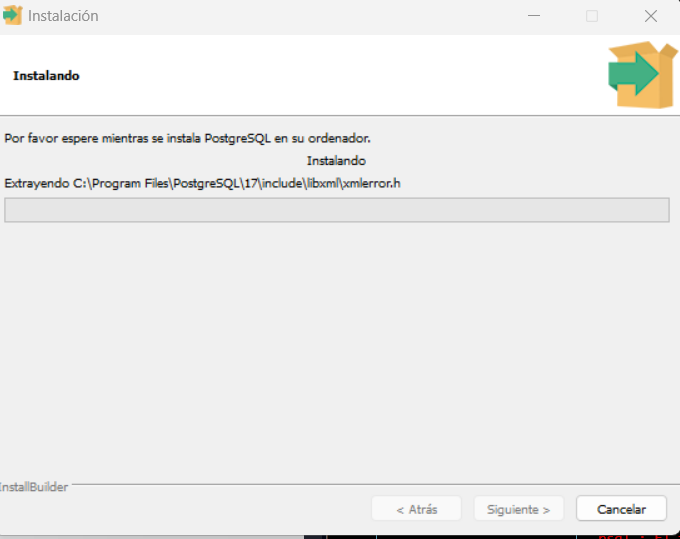 Instalación
Instalando
Por favor espere mientras se instala PostgreSQL en su ordenador.
Instalando
Extrayendo C:\Program Files\PostgreSQL\17\include\libxml\xmlerror.h
InstallBuilder
< Atrás
Siguiente >
Cancelar